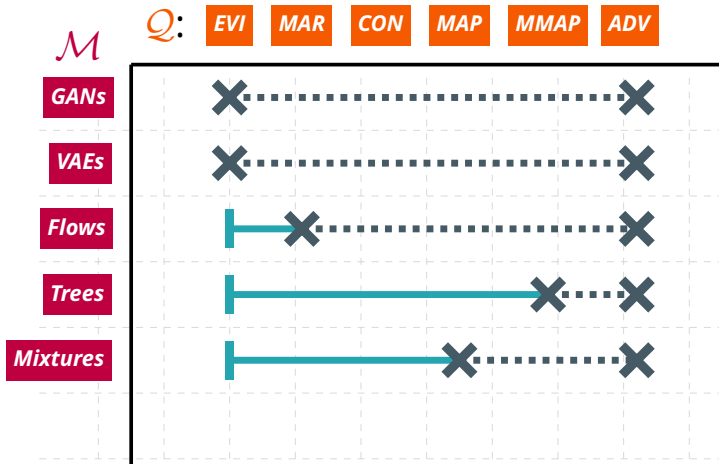 𝒬: EVI MAR CON MAP MMAP ADV
ℳ
GANs
VAEs
Flows
Trees
Mixtures